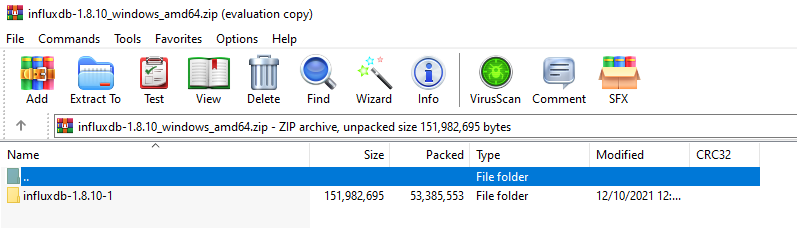 influxdb-1.8.10_windows_amd64.zip (evaluation copy)
File Commands Tools Favorites Options Help
Add Extract To Test View Delete Find Wizard Info VirusScan Comment SFX
influxdb-1.8.10_windows_amd64.zip - ZIP archive, unpacked size 151,982,695 bytes
Name Size Packed Type Modified CRC32
.. File folder
influxdb-1.8.10-1 151,982,695 53,385,553 File folder 12/10/2021 12:...